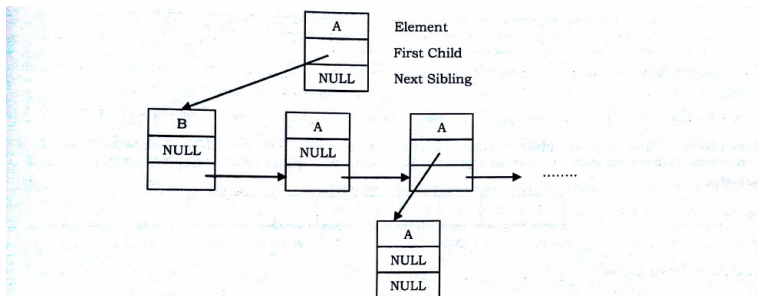 A Element
First Child
NULL Next Sibling
B A A
NULL NULL
........
A
NULL
NULL